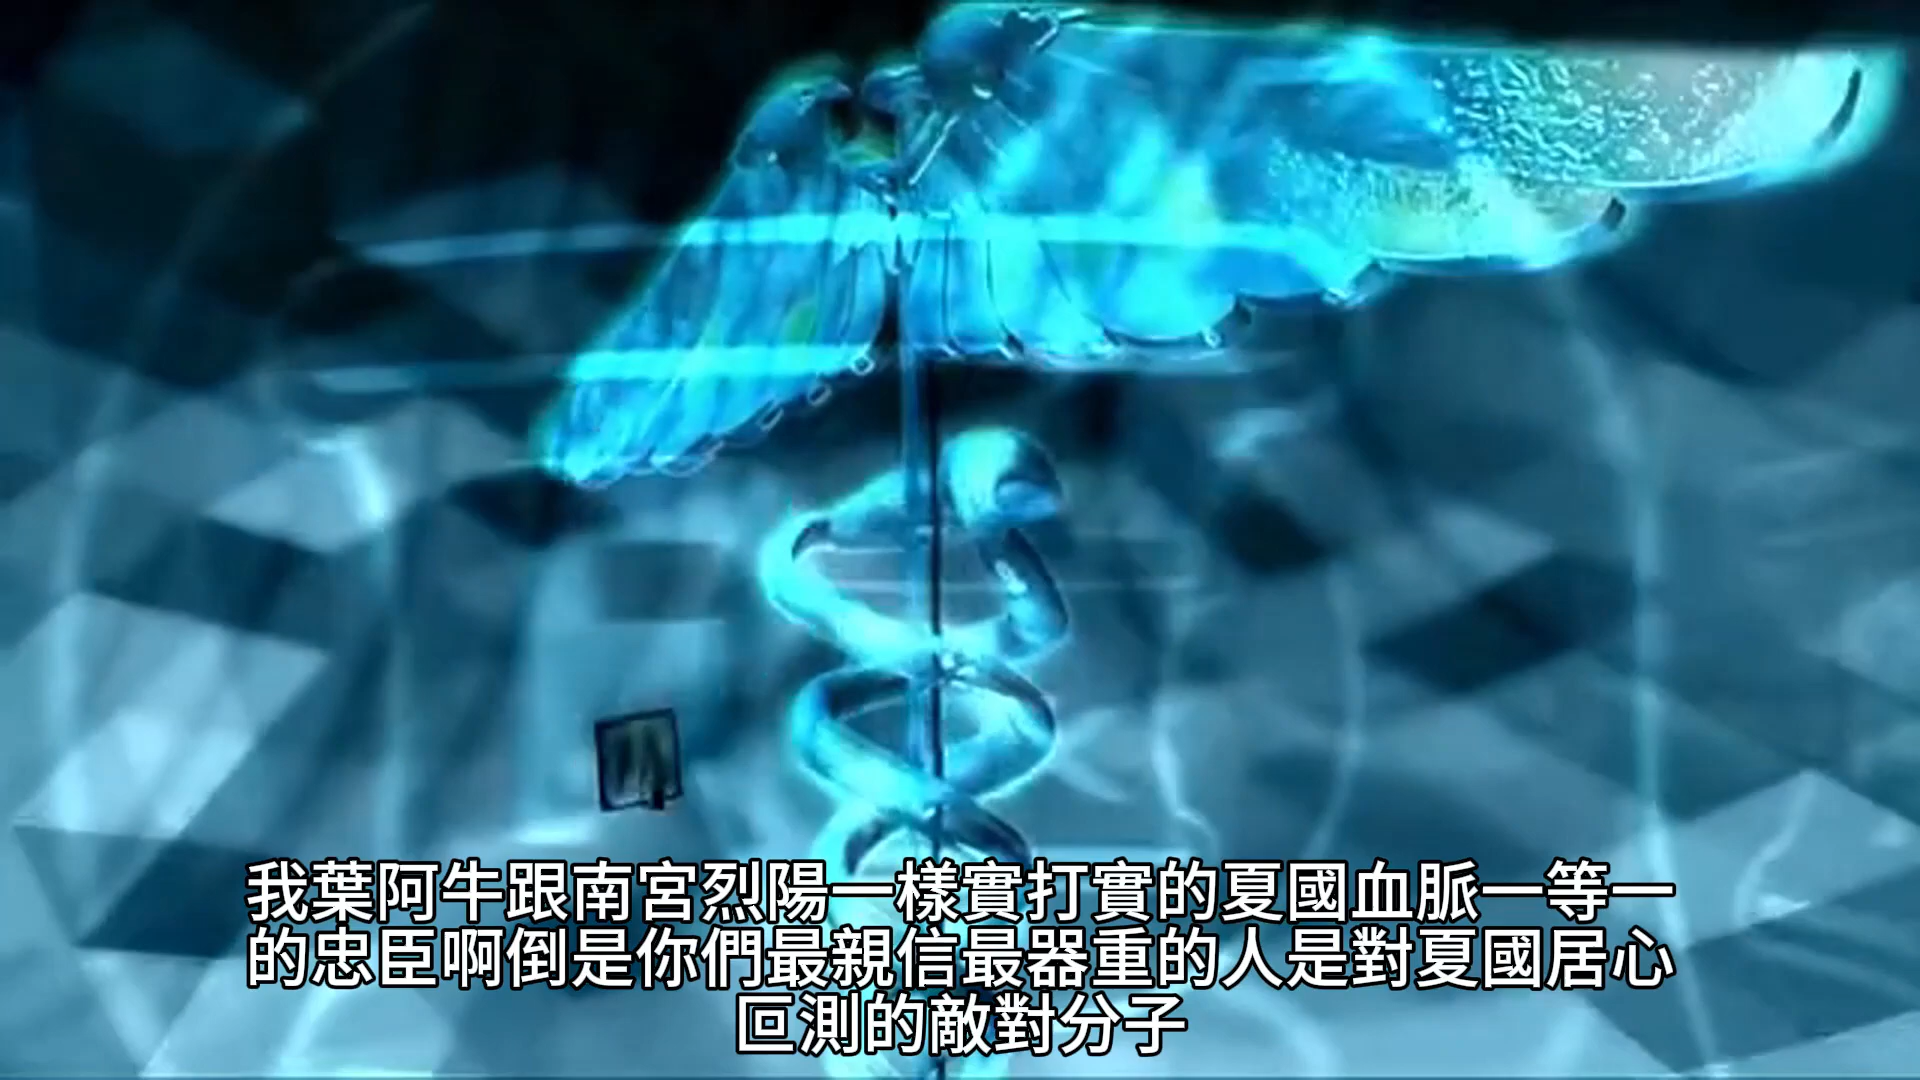 我葉阿牛跟南宮烈陽一樣實打實的夏國血脈一等一
的忠臣啊倒是你們最親信最器重的人是對夏國居心
叵測的敵對分子